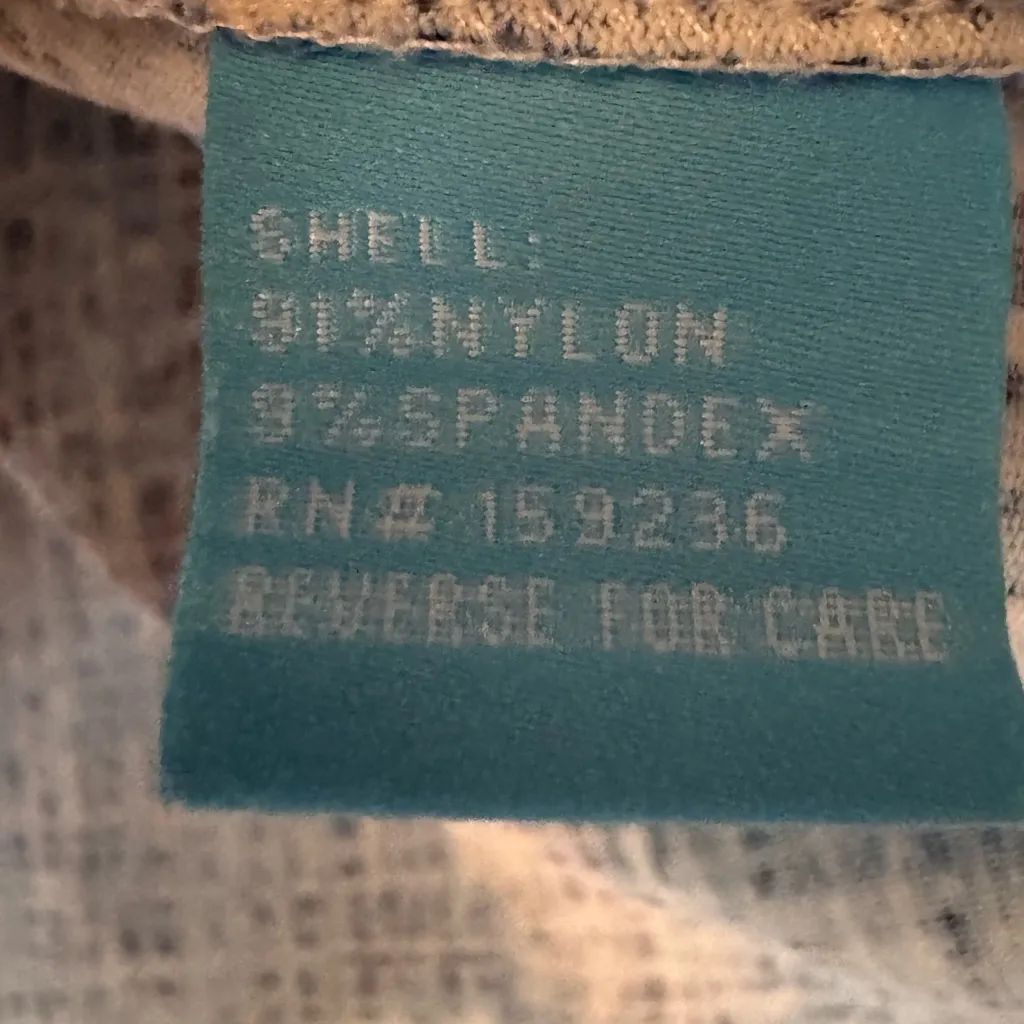 SHELL:
91%NYLON
9%SPANDEX
RN# 159236
REVERSE FOR CARE